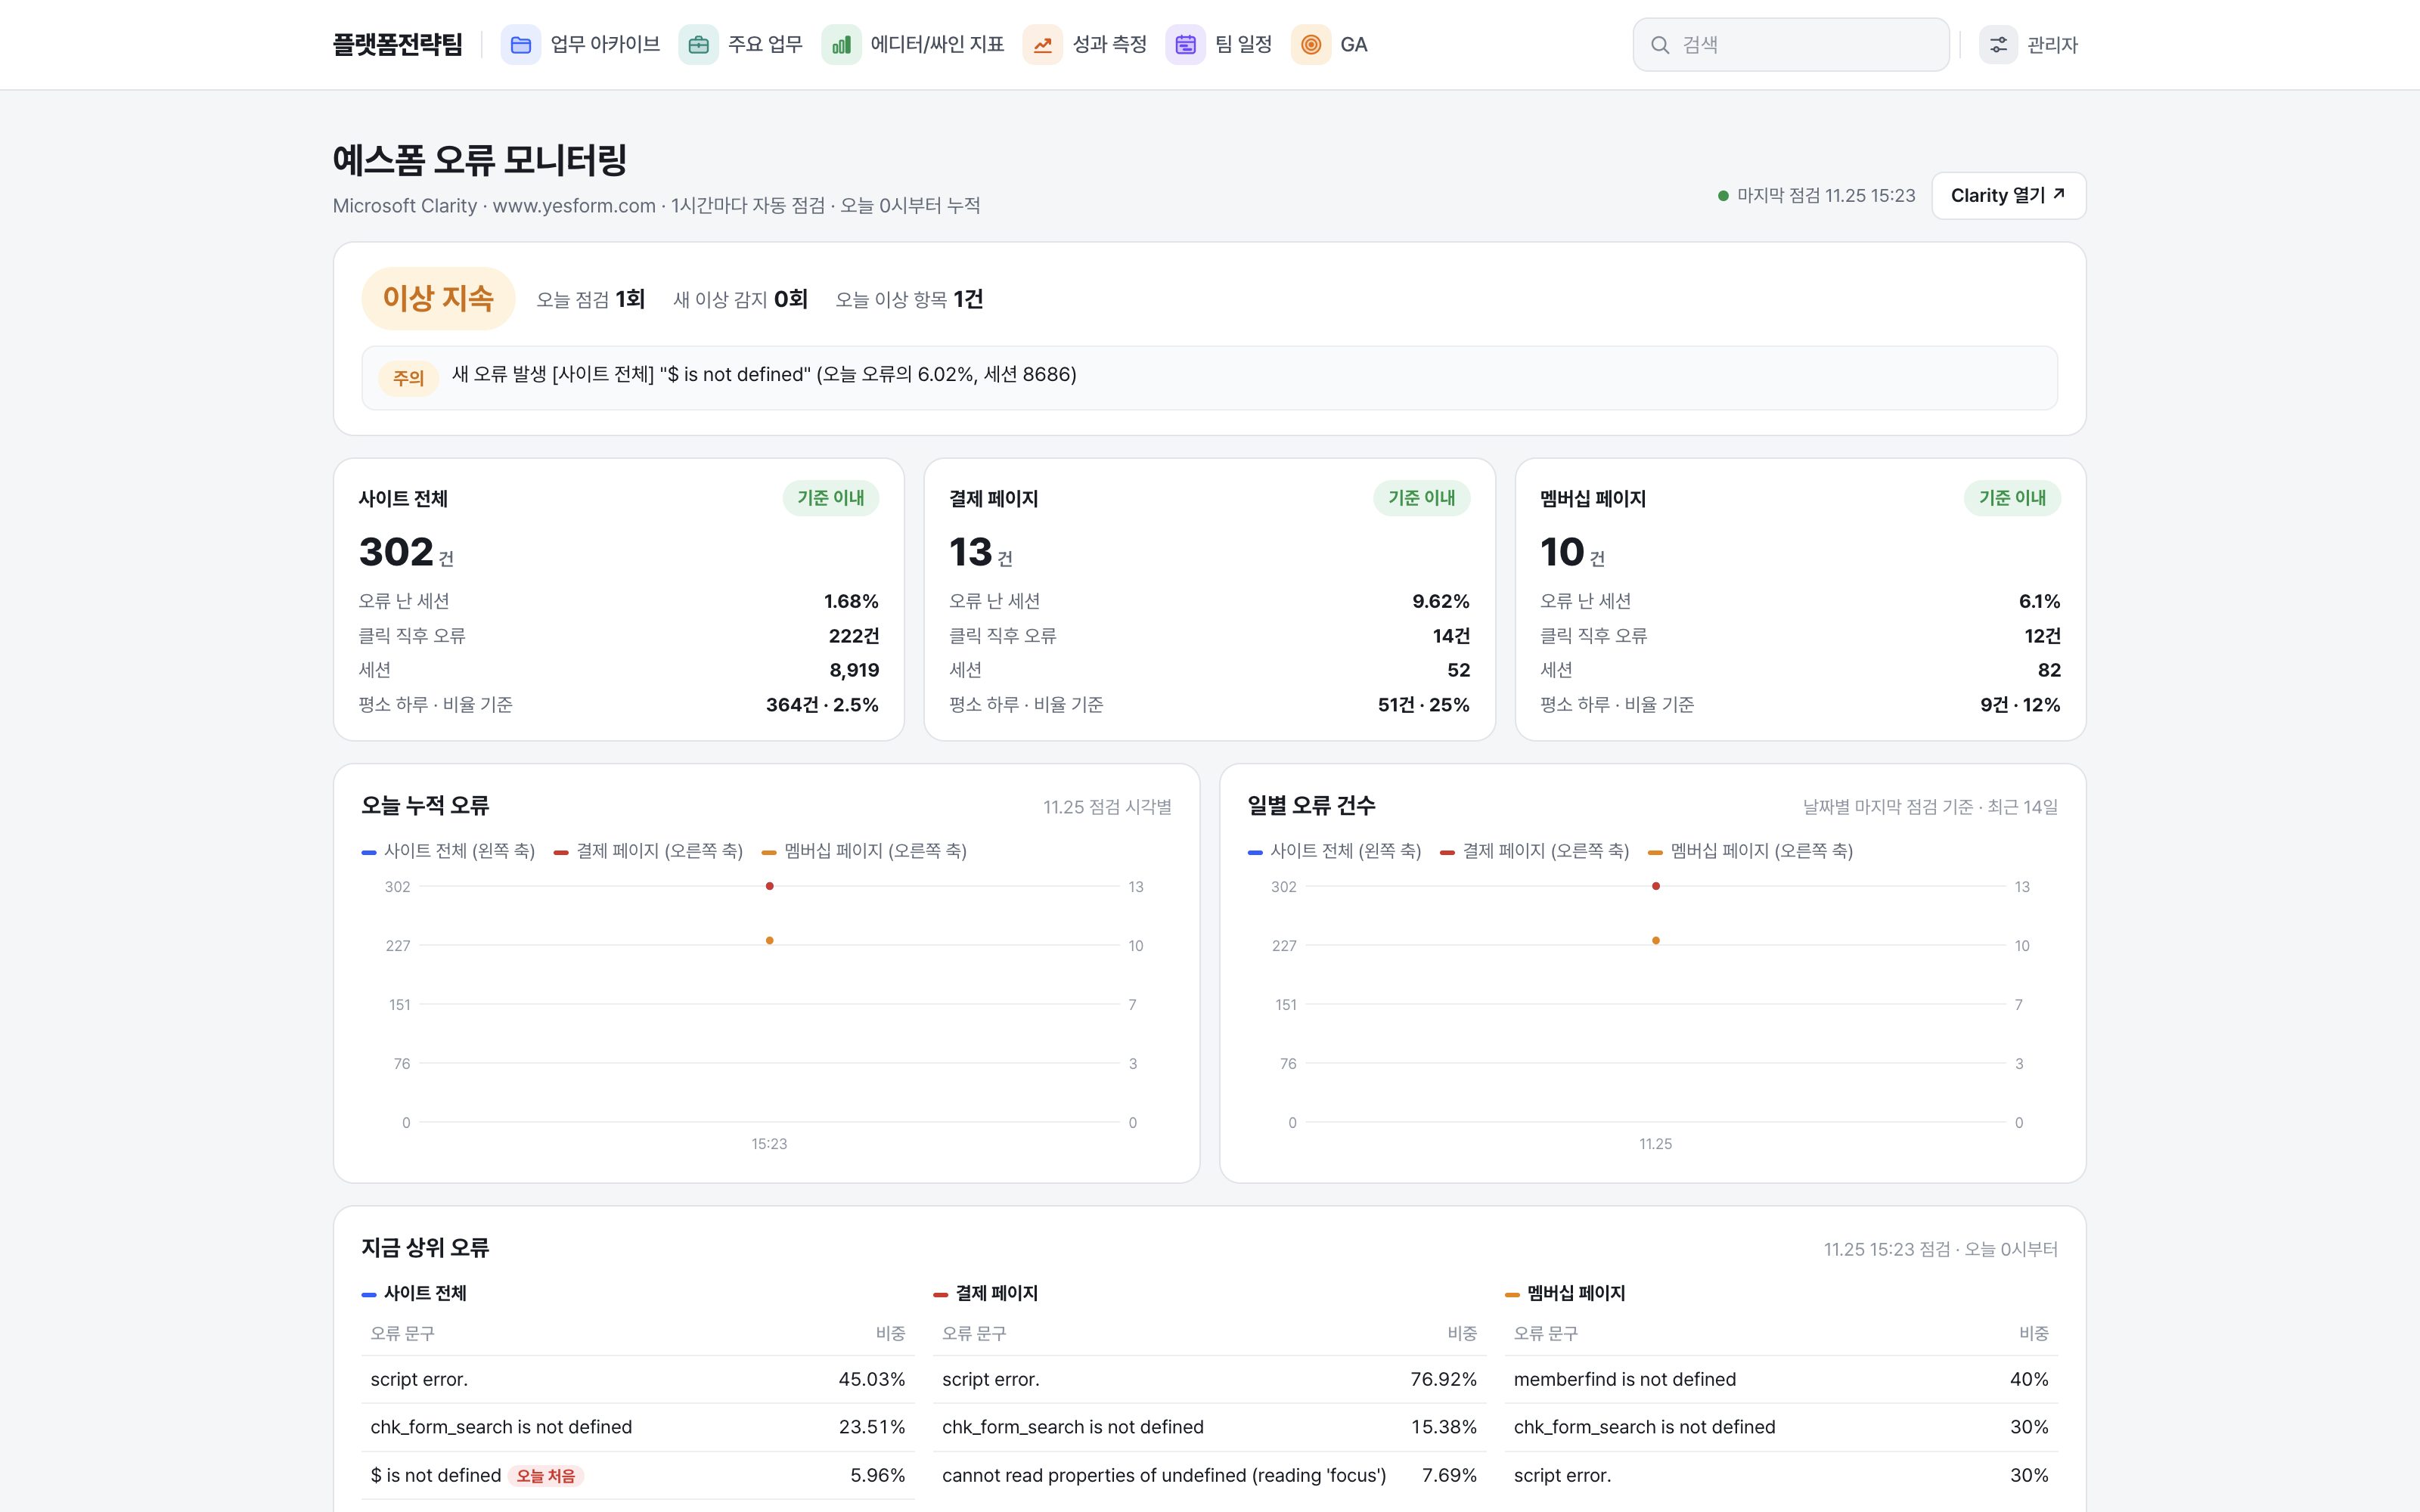 플랫폼전략팀 업무 아카이브 주요 업무 에디터/싸인 지표 성과 측정 팀 일정 GA 검색 관리자
예스폼 오류 모니터링
Microsoft Clarity · www.yesform.com · 1시간마다 자동 점검 · 오늘 0시부터 누적
마지막 점검 11.25 15:23 Clarity 열기 ↗
이상 지속 오늘 점검 1회 새 이상 감지 0회 오늘 이상 항목 1건
주의 새 오류 발생 [사이트 전체] "$ is not defined" (오늘 오류의 6.02%, 세션 8686)
사이트 전체 기준 이내
302 건
오류 난 세션 1.68%
클릭 직후 오류 222건
세션 8,919
평소 하루 · 비율 기준 364건 · 2.5%
결제 페이지 기준 이내
13 건
오류 난 세션 9.62%
클릭 직후 오류 14건
세션 52
평소 하루 · 비율 기준 51건 · 25%
멤버십 페이지 기준 이내
10 건
오류 난 세션 6.1%
클릭 직후 오류 12건
세션 82
평소 하루 · 비율 기준 9건 · 12%
오늘 누적 오류 11.25 점검 시각별
사이트 전체 (왼쪽 축) 결제 페이지 (오른쪽 축) 멤버십 페이지 (오른쪽 축)
302 13
227 10
151 7
76 3
0 0
15:23
일별 오류 건수 날짜별 마지막 점검 기준 · 최근 14일
사이트 전체 (왼쪽 축) 결제 페이지 (오른쪽 축) 멤버십 페이지 (오른쪽 축)
302 13
227 10
151 7
76 3
0 0
11.25
지금 상위 오류 11.25 15:23 점검 · 오늘 0시부터
사이트 전체
오류 문구 비중
script error. 45.03%
chk_form_search is not defined 23.51%
$ is not defined 오늘 처음 5.96%
결제 페이지
오류 문구 비중
script error. 76.92%
chk_form_search is not defined 15.38%
cannot read properties of undefined (reading 'focus') 7.69%
멤버십 페이지
오류 문구 비중
memberfind is not defined 40%
chk_form_search is not defined 30%
script error. 30%